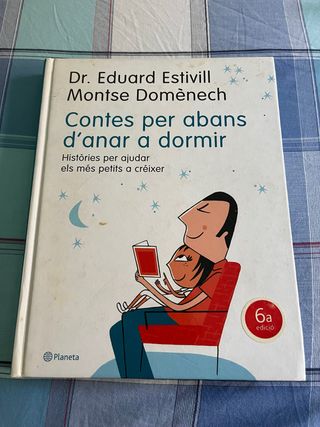 Dr. Eduard Estivill
Montse Domènech
Contes per abans
d'anar a dormir
Històries per ajudar
els més petits a créixer
6a
edició
Planeta